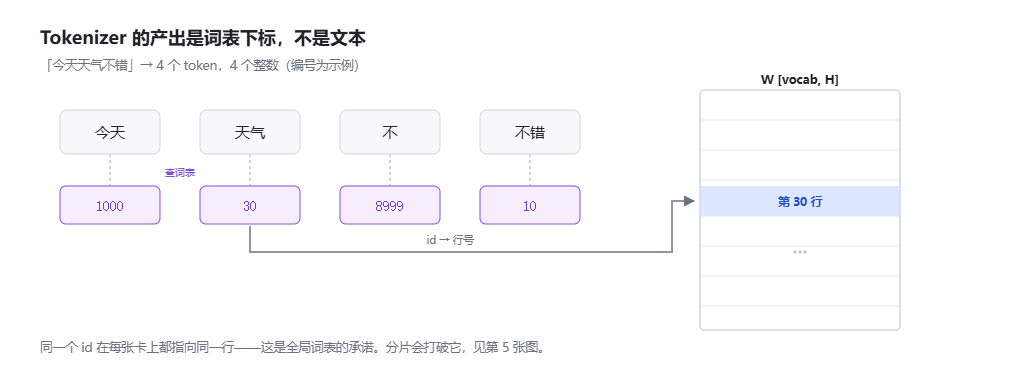 Tokenizer 的产出是词表下标，不是文本
「今天天气不错」→ 4 个 token，4 个整数（编号为示例）
W [vocab, H]
今天 天气 不 不错
查词表
1000 30 8999 10
第 30 行
id → 行号
...
同一个 id 在每张卡上都指向同一行——这是全局词表的承诺。分片会打破它，见第 5 张图。